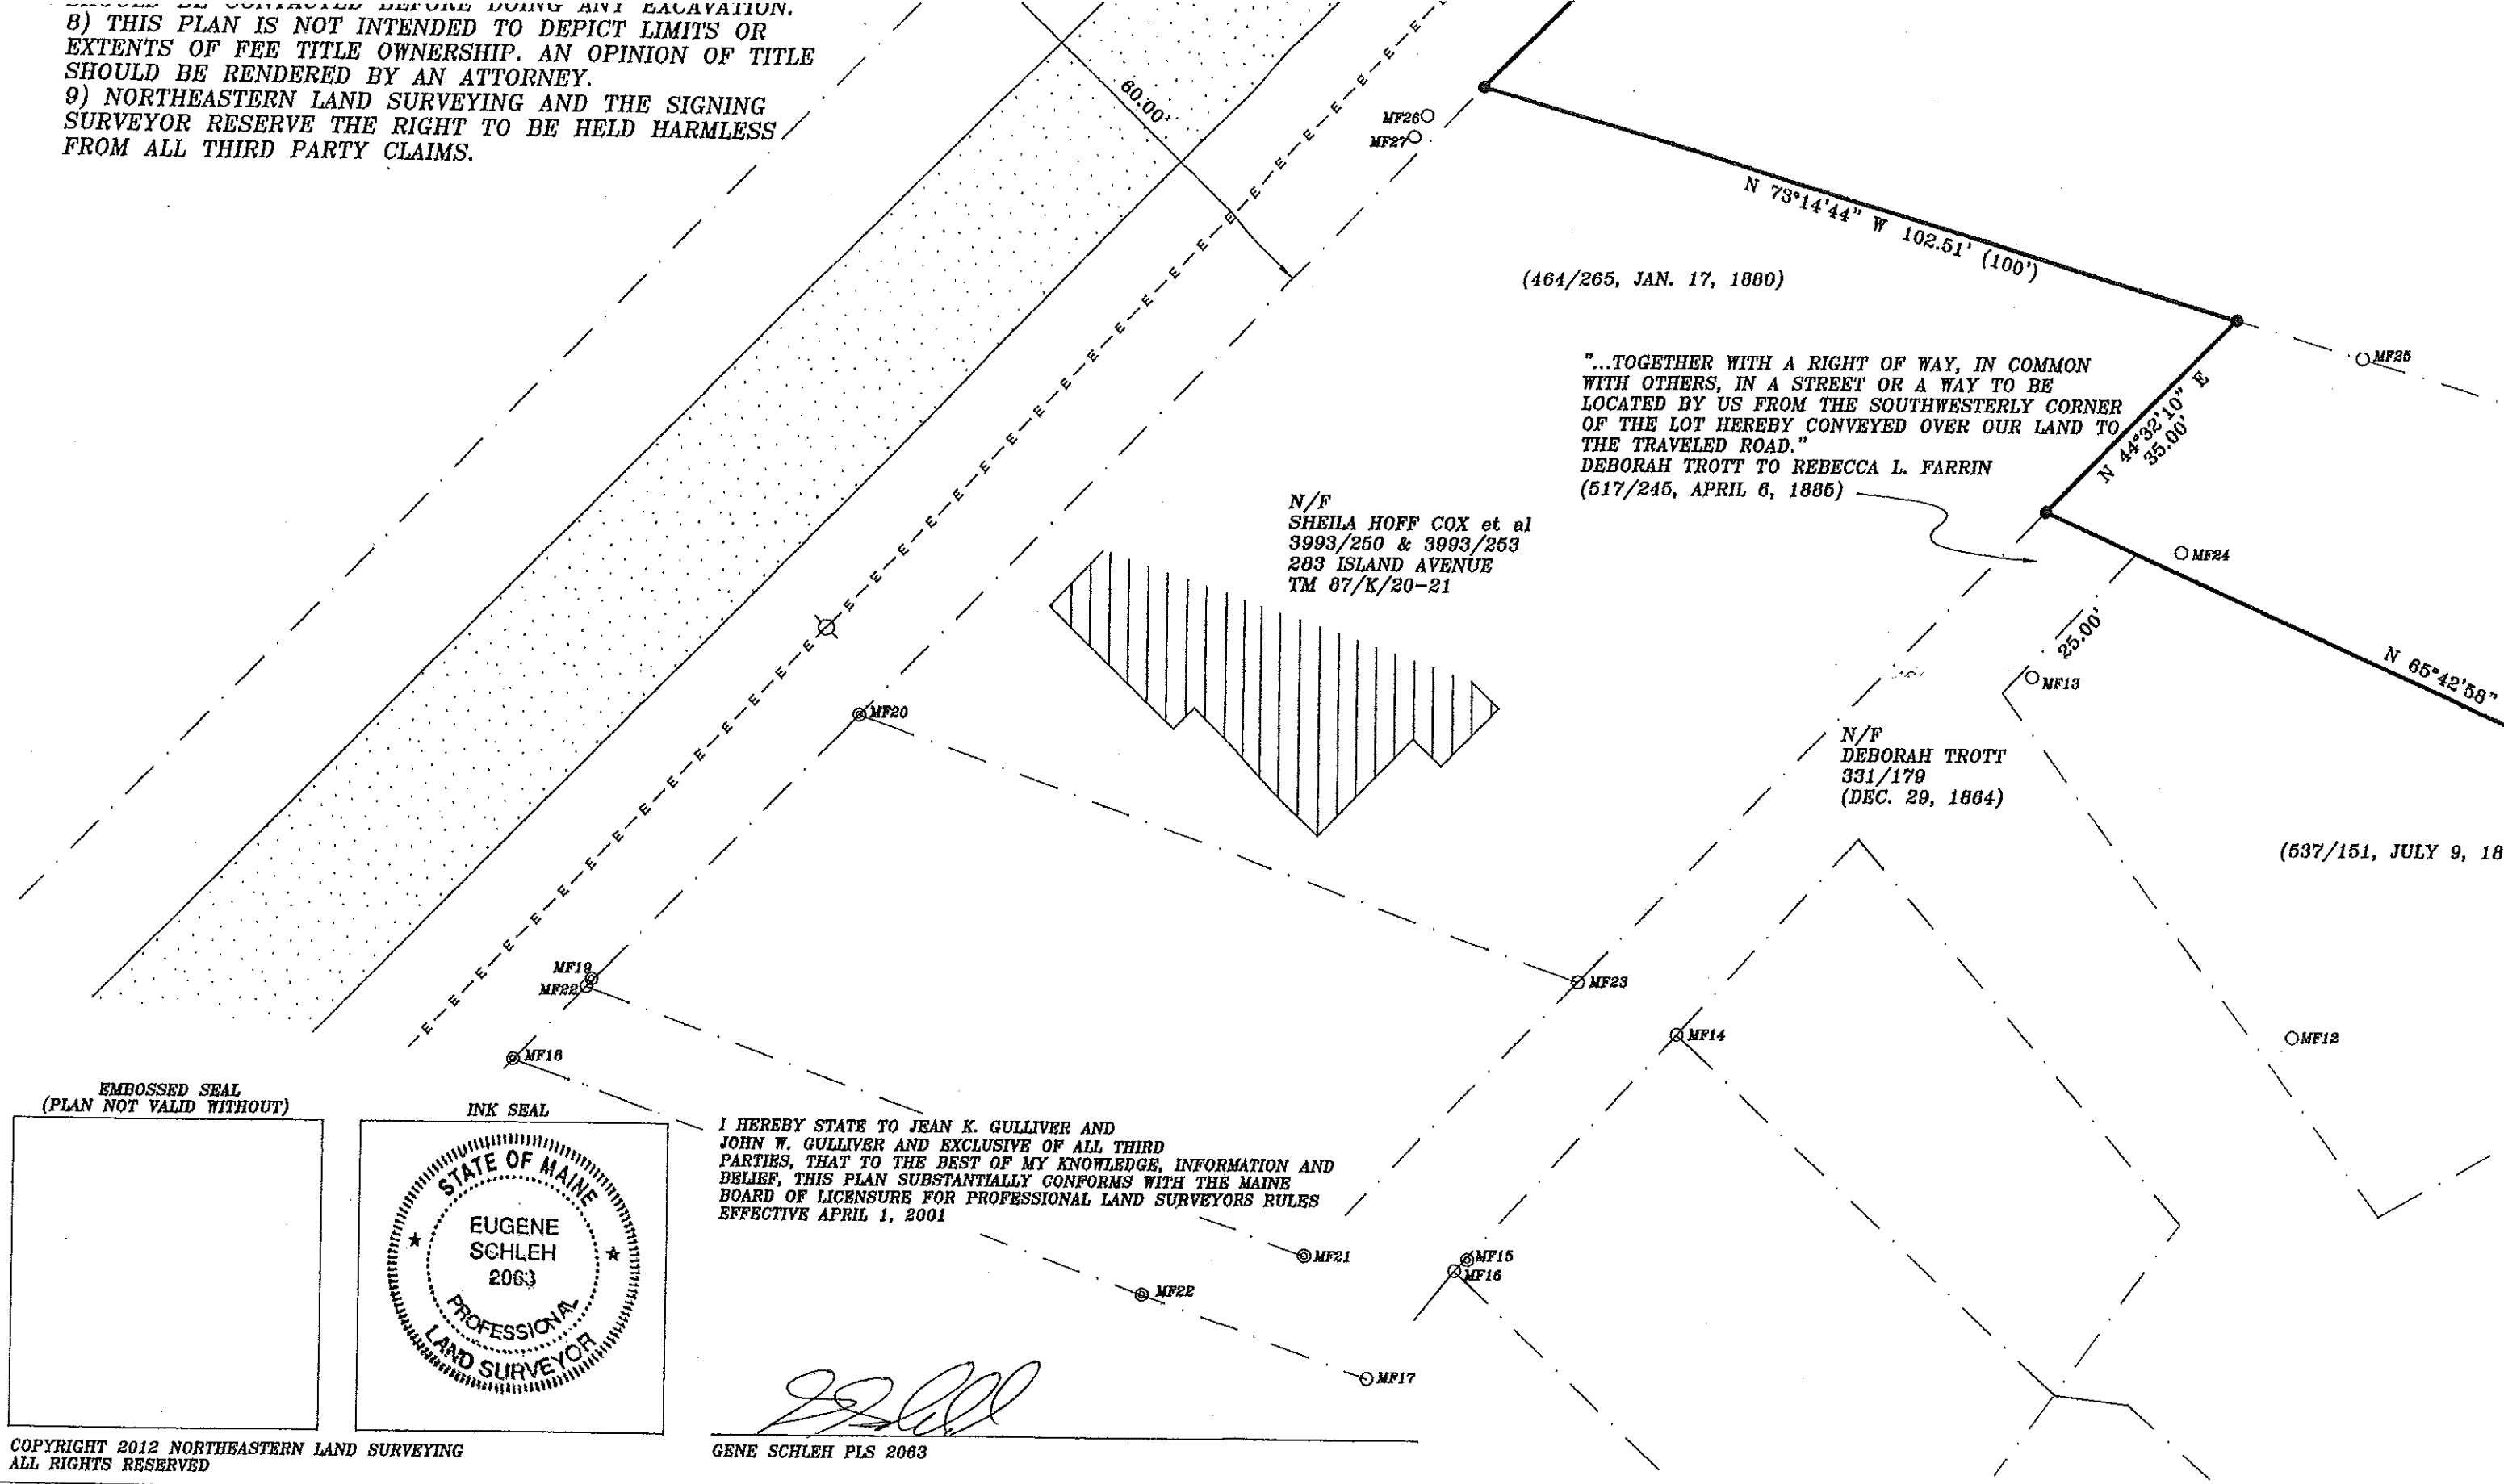 8) THIS PLAN IS NOT INTENDED TO DEPICT LIMITS OR
EXTENTS OF FEE TITLE OWNERSHIP. AN OPINION OF TITLE
SHOULD BE RENDERED BY AN ATTORNEY.
9) NORTHEASTERN LAND SURVEYING AND THE SIGNING
SURVEYOR RESERVE THE RIGHT TO BE HELD HARMLESS
FROM ALL THIRD PARTY CLAIMS.
60.00'
MF26
MF27
N 73°14'44" W 102.51' (100')
(464/265, JAN. 17, 1880)
MF25
"...TOGETHER WITH A RIGHT OF WAY, IN COMMON
WITH OTHERS, IN A STREET OR A WAY TO BE
LOCATED BY US FROM THE SOUTHWESTERLY CORNER
OF THE LOT HEREBY CONVEYED OVER OUR LAND TO
THE TRAVELED ROAD."
DEBORAH TROTT TO REBECCA L. FARRIN
(517/245, APRIL 6, 1885)
N 44°32'10" E
35.00'
N/F
SHEILA HOFF COX et al
3993/250 & 3993/253
283 ISLAND AVENUE
TM 87/K/20-21
MF24
25.00'
MF13
N 65°42'58"
MF20
N/F
DEBORAH TROTT
331/179
(DEC. 29, 1864)
(537/151, JULY 9, 18
E E E E E E E E E E E E E E E E E E E E E E E E E E E E E E E E E E E E E E
MF19
MF22
MF23
MF14
MF12
MF18
EMBOSSED SEAL
(PLAN NOT VALID WITHOUT)
INK SEAL
STATE OF MAINE
EUGENE
SCHLEH
2063
PROFESSIONAL
LAND SURVEYOR
I HEREBY STATE TO JEAN K. GULLIVER AND
JOHN W. GULLIVER AND EXCLUSIVE OF ALL THIRD
PARTIES, THAT TO THE BEST OF MY KNOWLEDGE, INFORMATION AND
BELIEF, THIS PLAN SUBSTANTIALLY CONFORMS WITH THE MAINE
BOARD OF LICENSURE FOR PROFESSIONAL LAND SURVEYORS RULES
EFFECTIVE APRIL 1, 2001
MF21
MF15
MF16
MF22
MF17
GENE SCHLEH PLS 2063
COPYRIGHT 2012 NORTHEASTERN LAND SURVEYING
ALL RIGHTS RESERVED